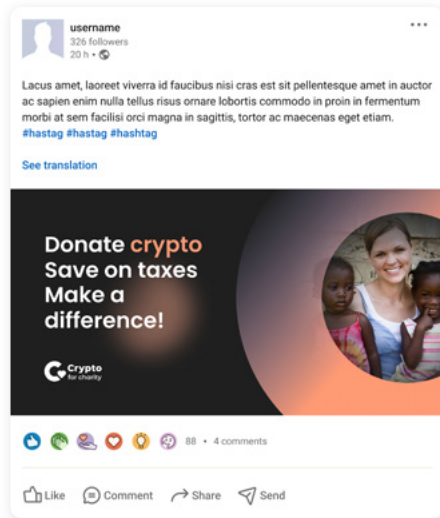 username
326 followers
20 h •
Lacus amet, laoreet viverra id faucibus nisi cras est sit pellentesque amet in auctor
ac sapien enim nulla tellus risus ornare lobortis commodo in proin in fermentum
morbi at sem facilisi orci magna in sagittis, tortor ac maecenas eget etiam.
#hastag #hastag #hashtag
See translation
Donate crypto
Save on taxes
Make a
difference!
Crypto
for charity
88 • 4 comments
Like Comment Share Send